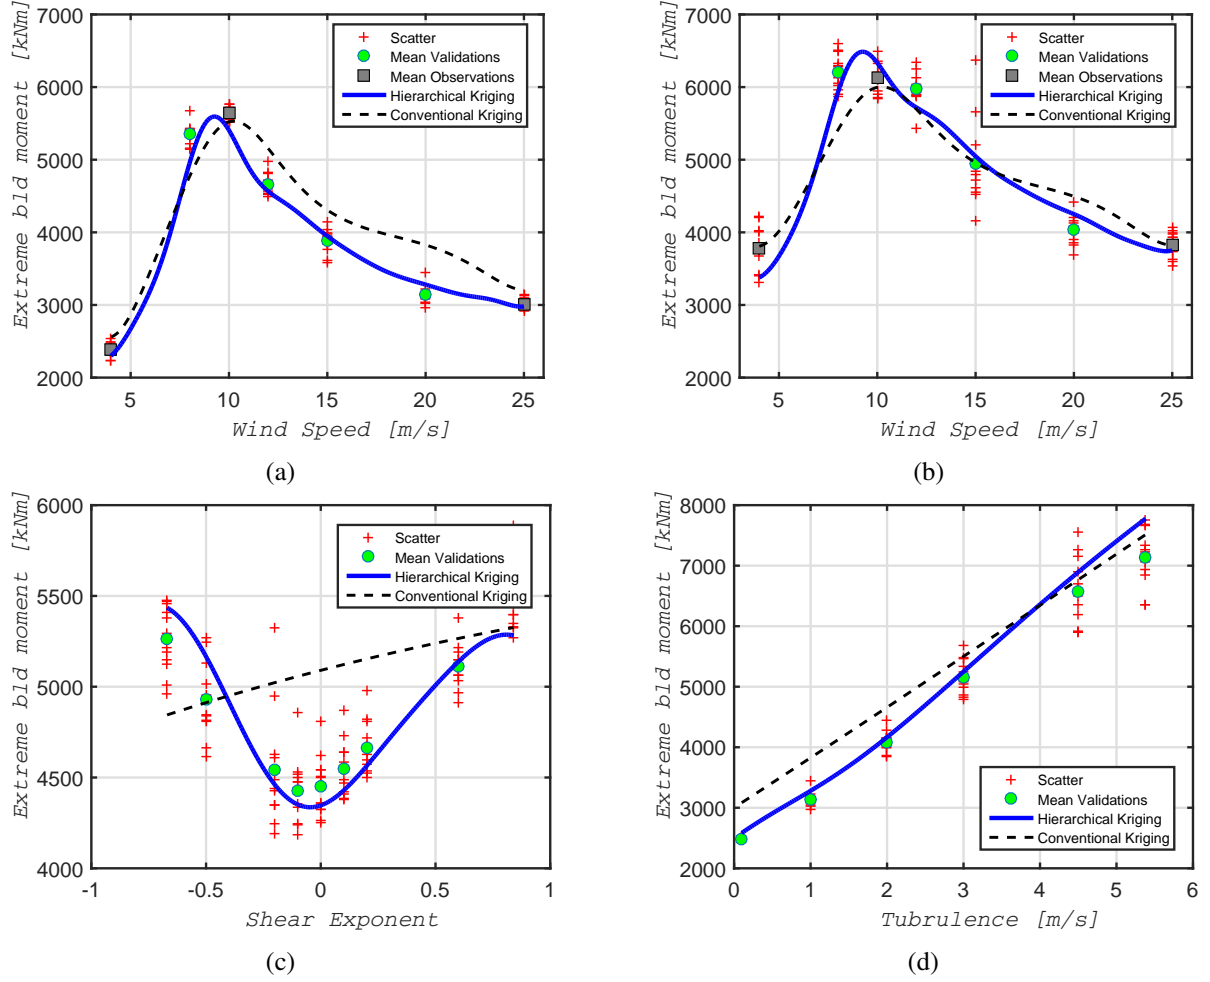 Extreme bld moment [kNm]
7000
6000
5000
4000
3000
2000
Scatter
Mean Validations
Mean Observations
Hierarchical Kriging
Conventional Kriging
5 10 15 20 25
Wind Speed [m/s]
(a)
Extreme bld moment [kNm]
7000
6000
5000
4000
3000
2000
Scatter
Mean Validations
Mean Observations
Hierarchical Kriging
Conventional Kriging
5 10 15 20 25
Wind Speed [m/s]
(b)
Extreme bld moment [kNm]
6000
5500
5000
4500
4000
Scatter
Mean Validations
Hierarchical Kriging
Conventional Kriging
-1 -0.5 0 0.5 1
Shear Exponent
(c)
Extreme bld moment [kNm]
8000
7000
6000
5000
4000
3000
2000
Scatter
Mean Validations
Hierarchical Kriging
Conventional Kriging
0 1 2 3 4 5 6
Tubrulence [m/s]
(d)